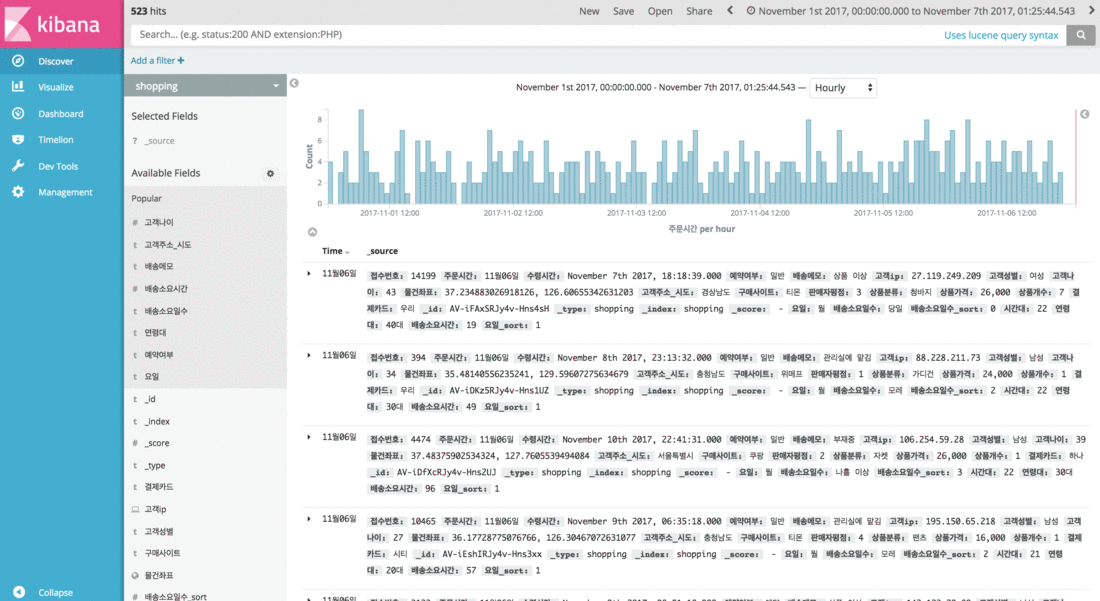 kibana
Discover
Visualize
Dashboard
Timelion
Dev Tools
Management
Collapse
523 hits
New Save Open Share November 1st 2017, 00:00:00.000 to November 7th 2017, 01:25:44.543
Search... (e.g. status:200 AND extension:PHP) Uses lucene query syntax
Add a filter +
shopping
Selected Fields
? _source
Available Fields
Popular
# 고객나이
t 고객주소_시도
t 배송메모
# 배송소요시간
t 배송소요일수
t 연령대
t 예약여부
t 요일
t _id
t _index
# _score
t _type
t 결제카드
고객ip
t 고객성별
t 구매사이트
물건좌표
# 배송소요일수_sort
November 1st 2017, 00:00:00.000 - November 7th 2017, 01:25:44.543 — Hourly
Count
8
6
4
2
0
2017-11-01 12:00 2017-11-02 12:00 2017-11-03 12:00 2017-11-04 12:00 2017-11-05 12:00 2017-11-06 12:00
주문시간 per hour
Time _source
11월06일 접수번호: 14199 주문시간: 11월06일 수령시간: November 7th 2017, 18:18:39.000 예약여부: 일반 배송메모: 상품 이상 고객ip: 27.119.249.209 고객성별: 여성 고객나
이: 43 물건좌표: 37.234883026918126, 126.60655342631203 고객주소_시도: 경상남도 구매사이트: 티몬 판매자평점: 3 상품분류: 청바지 상품가격: 26,000 상품개수: 7 결
제카드: 우리 _id: AV-iFAxSRJy4v-Hns4sH _type: shopping _index: shopping _score: - 요일: 월 배송소요일수: 당일 배송소요일수_sort: 0 시간대: 22 연령
대: 40대 배송소요시간: 19 요일_sort: 1
11월06일 접수번호: 394 주문시간: 11월06일 수령시간: November 8th 2017, 23:13:32.000 예약여부: 일반 배송메모: 관리실에 맡김 고객ip: 88.228.211.73 고객성별: 남성 고객나
이: 34 물건좌표: 35.48140556235241, 129.59607275634679 고객주소_시도: 충청남도 구매사이트: 위메프 판매자평점: 1 상품분류: 가디건 상품가격: 24,000 상품개수: 1 결
제카드: 우리 _id: AV-iDKz5RJy4v-Hns1UZ _type: shopping _index: shopping _score: - 요일: 월 배송소요일수: 모레 배송소요일수_sort: 2 시간대: 22 연령
대: 30대 배송소요시간: 49 요일_sort: 1
11월06일 접수번호: 4474 주문시간: 11월06일 수령시간: November 10th 2017, 22:41:31.000 예약여부: 일반 배송메모: 부재중 고객ip: 106.254.59.28 고객성별: 남성 고객나이: 39
물건좌표: 37.48375902534324, 127.7605539494084 고객주소_시도: 서울특별시 구매사이트: 쿠팡 판매자평점: 2 상품분류: 자켓 상품가격: 26,000 상품개수: 1 결제카드: 하나
_id: AV-iDfXcRJy4v-Hns2UJ _type: shopping _index: shopping _score: - 요일: 월 배송소요일수: 나흘 이상 배송소요일수_sort: 3 시간대: 22 연령대: 30대
배송소요시간: 96 요일_sort: 1
11월06일 접수번호: 10465 주문시간: 11월06일 수령시간: November 9th 2017, 06:35:18.000 예약여부: 일반 배송메모: 관리실에 맡김 고객ip: 195.150.65.218 고객성별: 남성 고객
나이: 27 물건좌표: 36.17728775076766, 126.30467072631077 고객주소_시도: 충청남도 구매사이트: 티몬 판매자평점: 4 상품분류: 팬츠 상품가격: 16,000 상품개수: 1 결제
카드: 시티 _id: AV-iEshIRJy4v-Hns3xx _type: shopping _index: shopping _score: - 요일: 월 배송소요일수: 모레 배송소요일수_sort: 2 시간대: 21 연령
대: 20대 배송소요시간: 57 요일_sort: 1